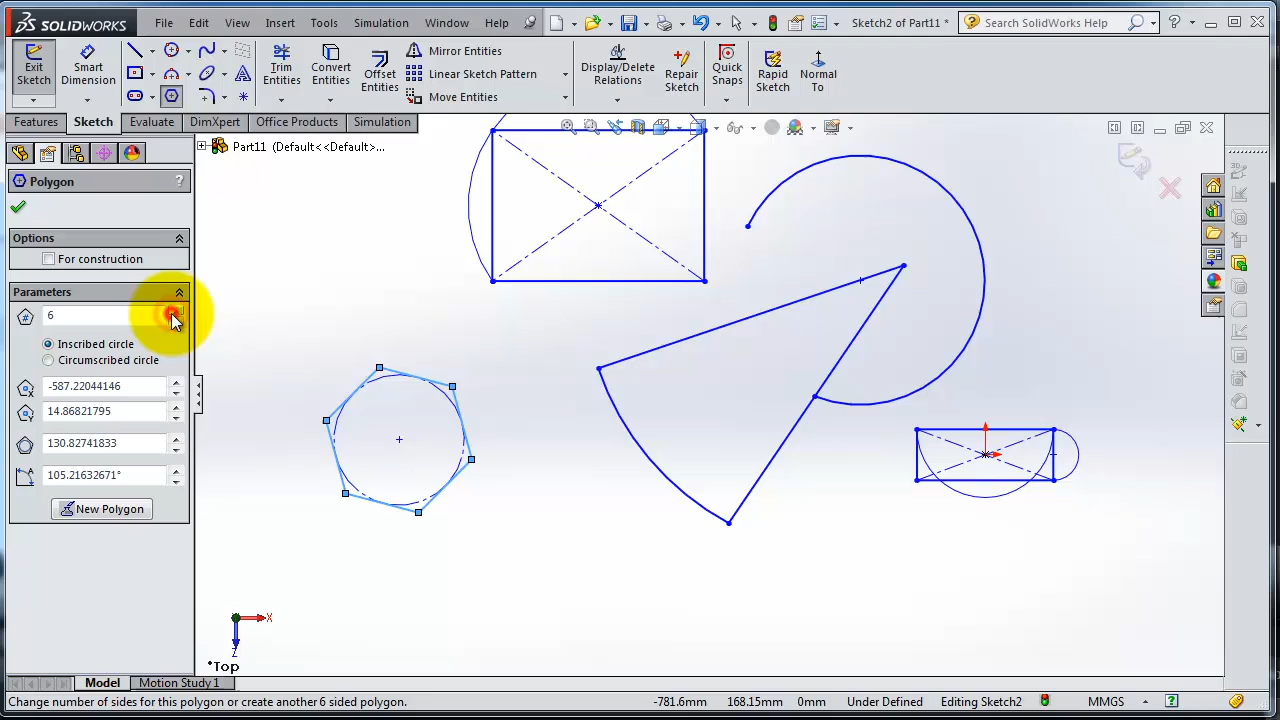 SOLIDWORKS
File Edit View Insert Tools Simulation Window Help
Sketch2 of Part11 *
Search SolidWorks Help
Exit Sketch
Smart Dimension
Trim Entities
Convert Entities
Offset Entities
Mirror Entities
Linear Sketch Pattern
Move Entities
Display/Delete Relations
Repair Sketch
Quick Snaps
Rapid Sketch
Normal To
Features Sketch Evaluate DimXpert Office Products Simulation
Part11 (Default<<Default>...
Polygon ?
Options
For construction
Parameters
6
Inscribed circle
Circumscribed circle
-587.22044146
14.86821795
130.82741833
105.21632671°
New Polygon
X
Z
*Top
Model Motion Study 1
Change number of sides for this polygon or create another 6 sided polygon. -781.6mm 168.15mm 0mm Under Defined Editing Sketch2 MMGS ?